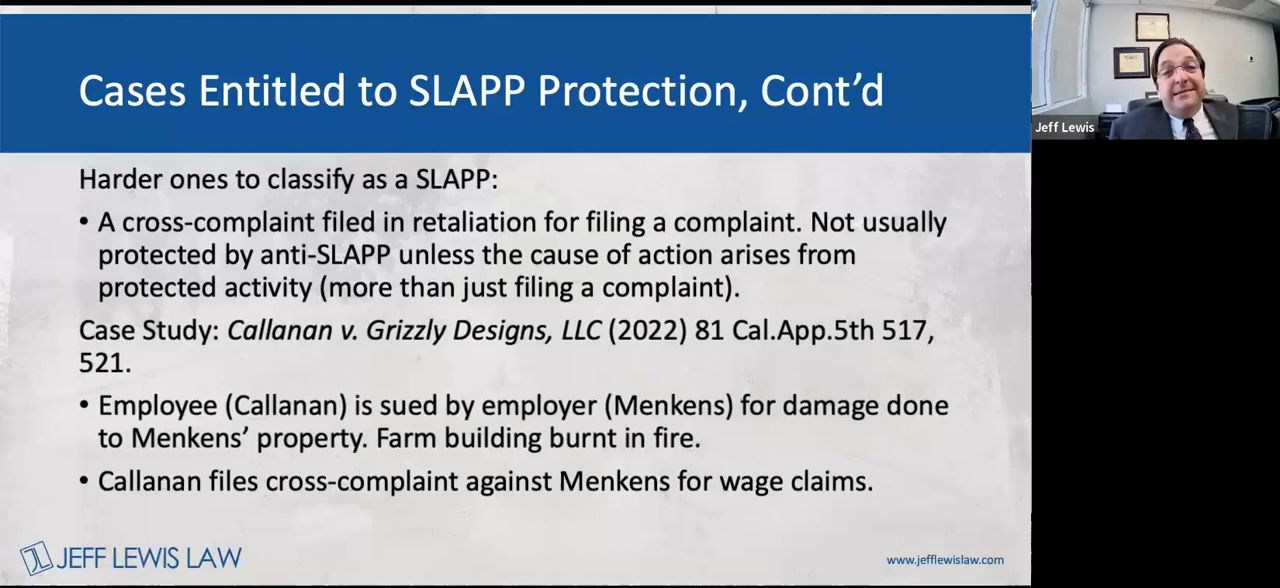 Cases Entitled to SLAPP Protection, Cont’d
Harder ones to classify as a SLAPP:
• A cross-complaint filed in retaliation for filing a complaint. Not usually
protected by anti-SLAPP unless the cause of action arises from
protected activity (more than just filing a complaint).
Case Study: Callanan v. Grizzly Designs, LLC (2022) 81 Cal.App.5th 517,
521.
• Employee (Callanan) is sued by employer (Menkens) for damage done
to Menkens’ property. Farm building burnt in fire.
• Callanan files cross-complaint against Menkens for wage claims.
JEFF LEWIS LAW
www.jefflewislaw.com
Jeff Lewis